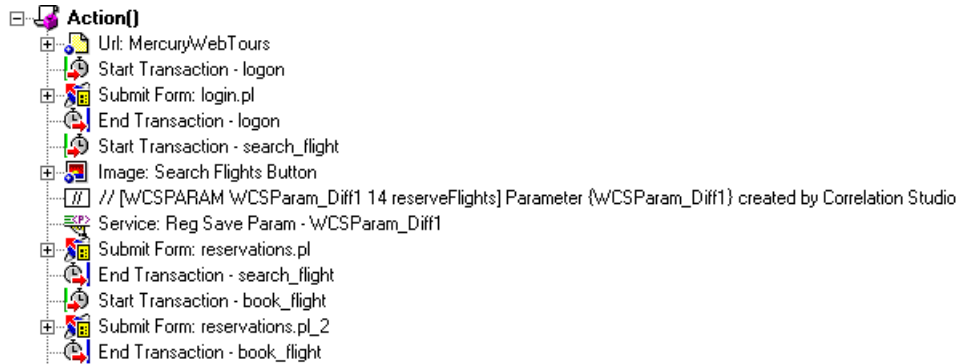 Action()
Url: MercuryWebTours
Start Transaction - logon
Submit Form: login.pl
End Transaction - logon
Start Transaction - search_flight
Image: Search Flights Button
// // [WCSPARAM WCSParam_Diff1 14 reserveFlights] Parameter {WCSParam_Diff1} created by Correlation Studio
Service: Reg Save Param - WCSParam_Diff1
Submit Form: reservations.pl
End Transaction - search_flight
Start Transaction - book_flight
Submit Form: reservations.pl_2
End Transaction - book_flight